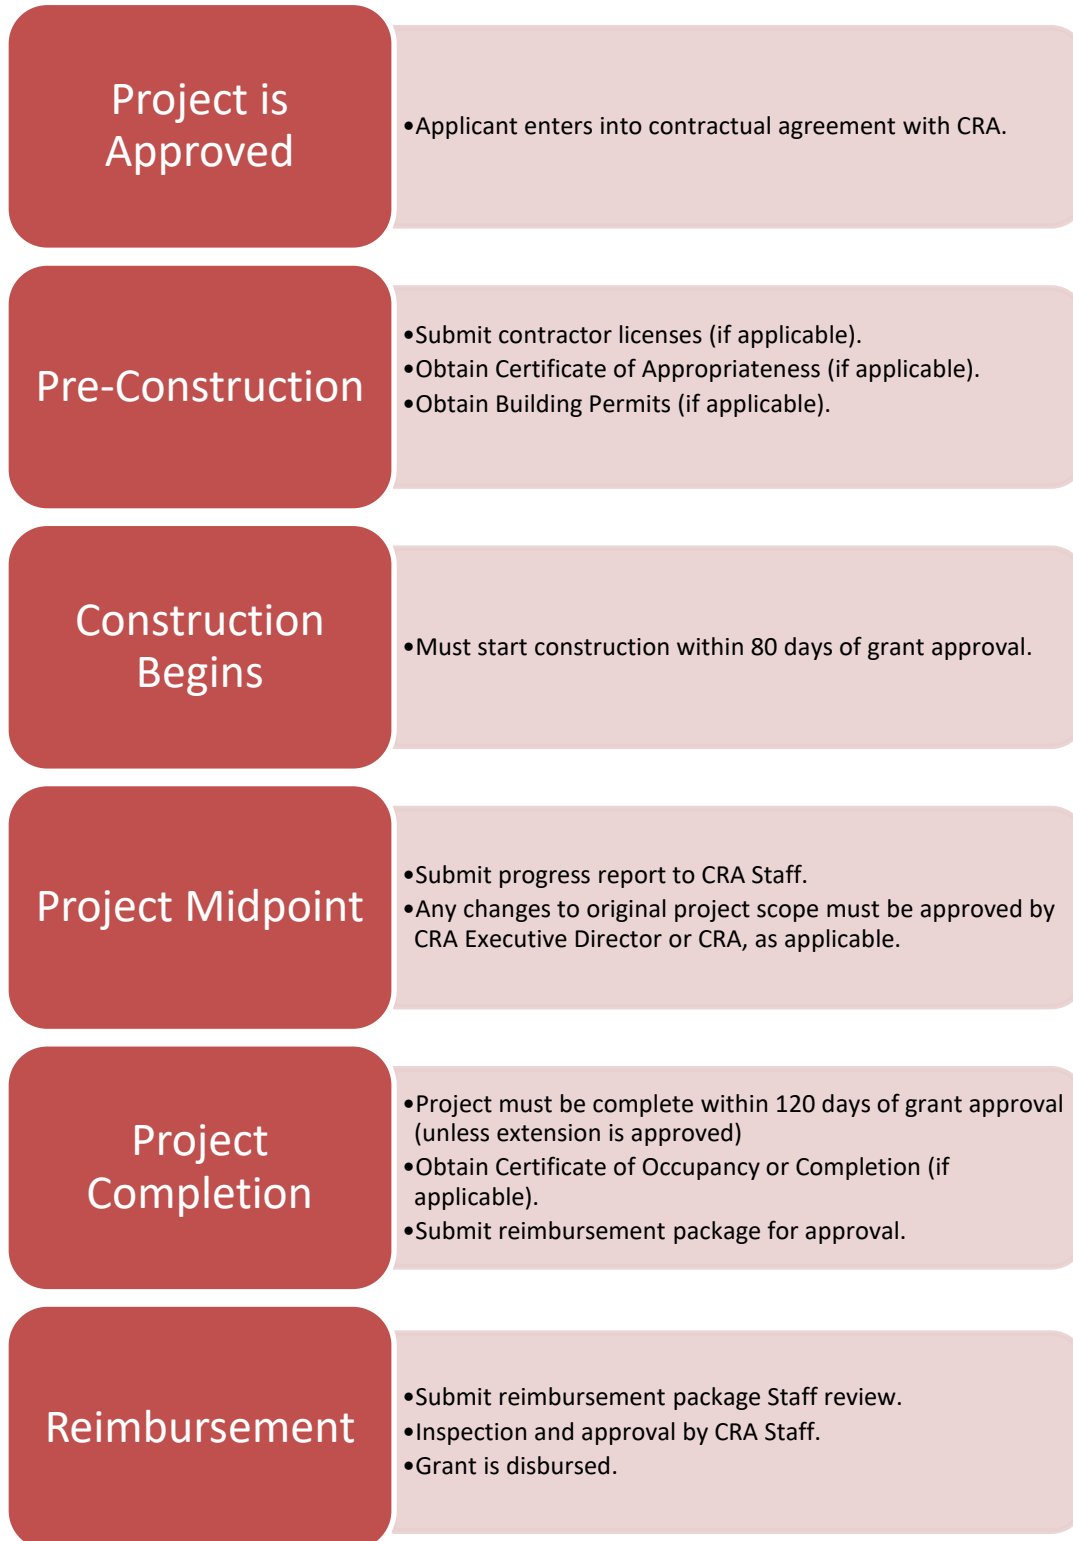 Project is
Approved
•Applicant enters into contractual agreement with CRA.
Pre-Construction
•Submit contractor licenses (if applicable).
•Obtain Certificate of Appropriateness (if applicable).
•Obtain Building Permits (if applicable).
Construction
Begins
•Must start construction within 80 days of grant approval.
Project Midpoint
•Submit progress report to CRA Staff.
•Any changes to original project scope must be approved by
CRA Executive Director or CRA, as applicable.
Project
Completion
•Project must be complete within 120 days of grant approval
(unless extension is approved)
•Obtain Certificate of Occupancy or Completion (if
applicable).
•Submit reimbursement package for approval.
Reimbursement
•Submit reimbursement package Staff review.
•Inspection and approval by CRA Staff.
•Grant is disbursed.